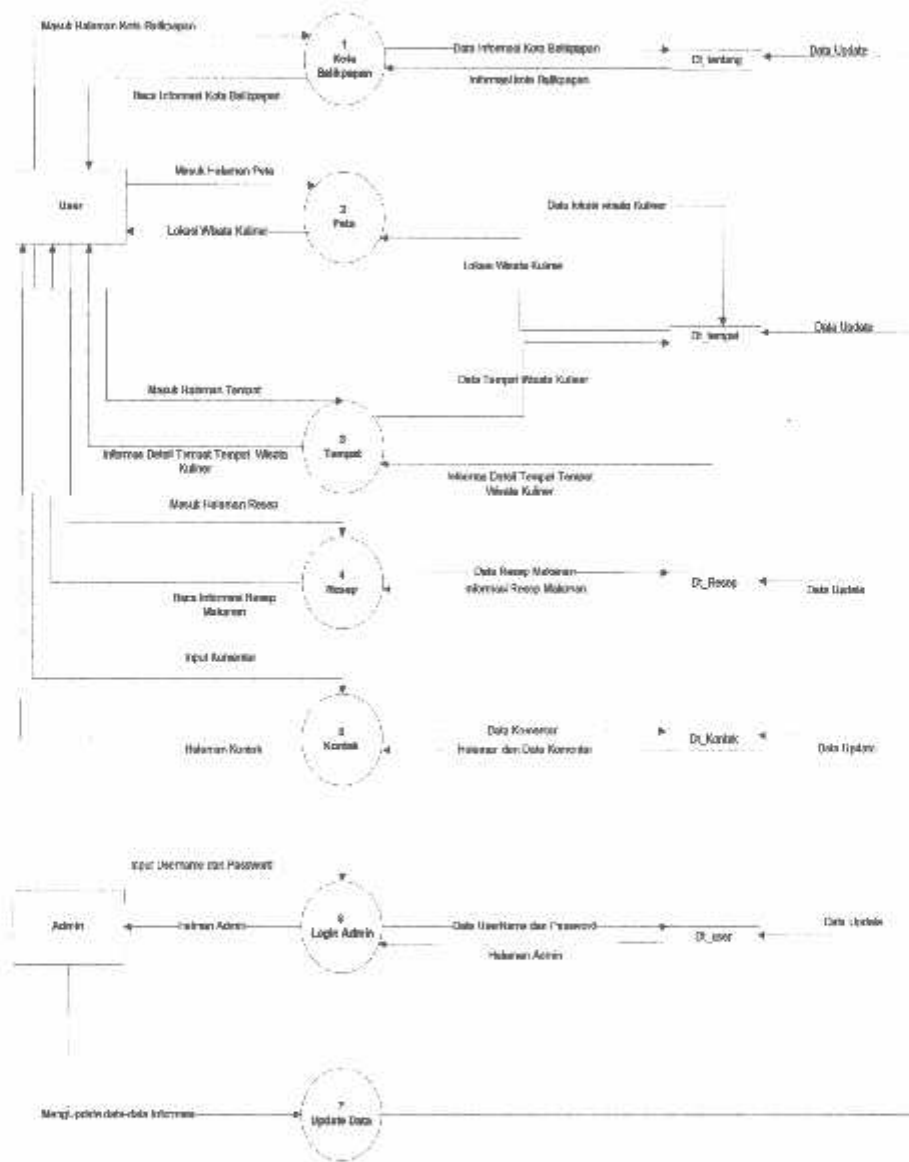 Masuk Halaman Kota Balikpapan
1
Kota
Balikpapan
Data Informasi Kota Balikpapan
Dt_tentang
Data Update
Informasi kota Balikpapan
Baca Informasi Kota Balikpapan
User
Masuk Halaman Peta
2
Peta
Lokasi Wisata Kuliner
Data lokasi wisata Kuliner
Lokasi Wisata Kuliner
Dt_tempat
Data Update
Data Tempat Wisata Kuliner
Masuk Halaman Tempat
3
Tempat
Informasi Detail Tempat Tempat Wisata
Kuliner
Informasi Detail Tempat Tempat
Wisata Kuliner
Masuk Halaman Resep
4
Resep
Data Resep Makanan
Informasi Resep Makanan
Dt_Resep
Data Update
Baca Informasi Resep
Makanan
Input Komentar
5
Kontak
Halaman Kontak
Data Komentar
Halaman dan Data Komentar
Dt_Kontak
Data Update
Input Username dan Password
Admin
Halman Admin
6
Login Admin
Data UserName dan Password
Halaman Admin
Dt_user
Data Update
MengUpdate data-data Informasi
7
Update Data